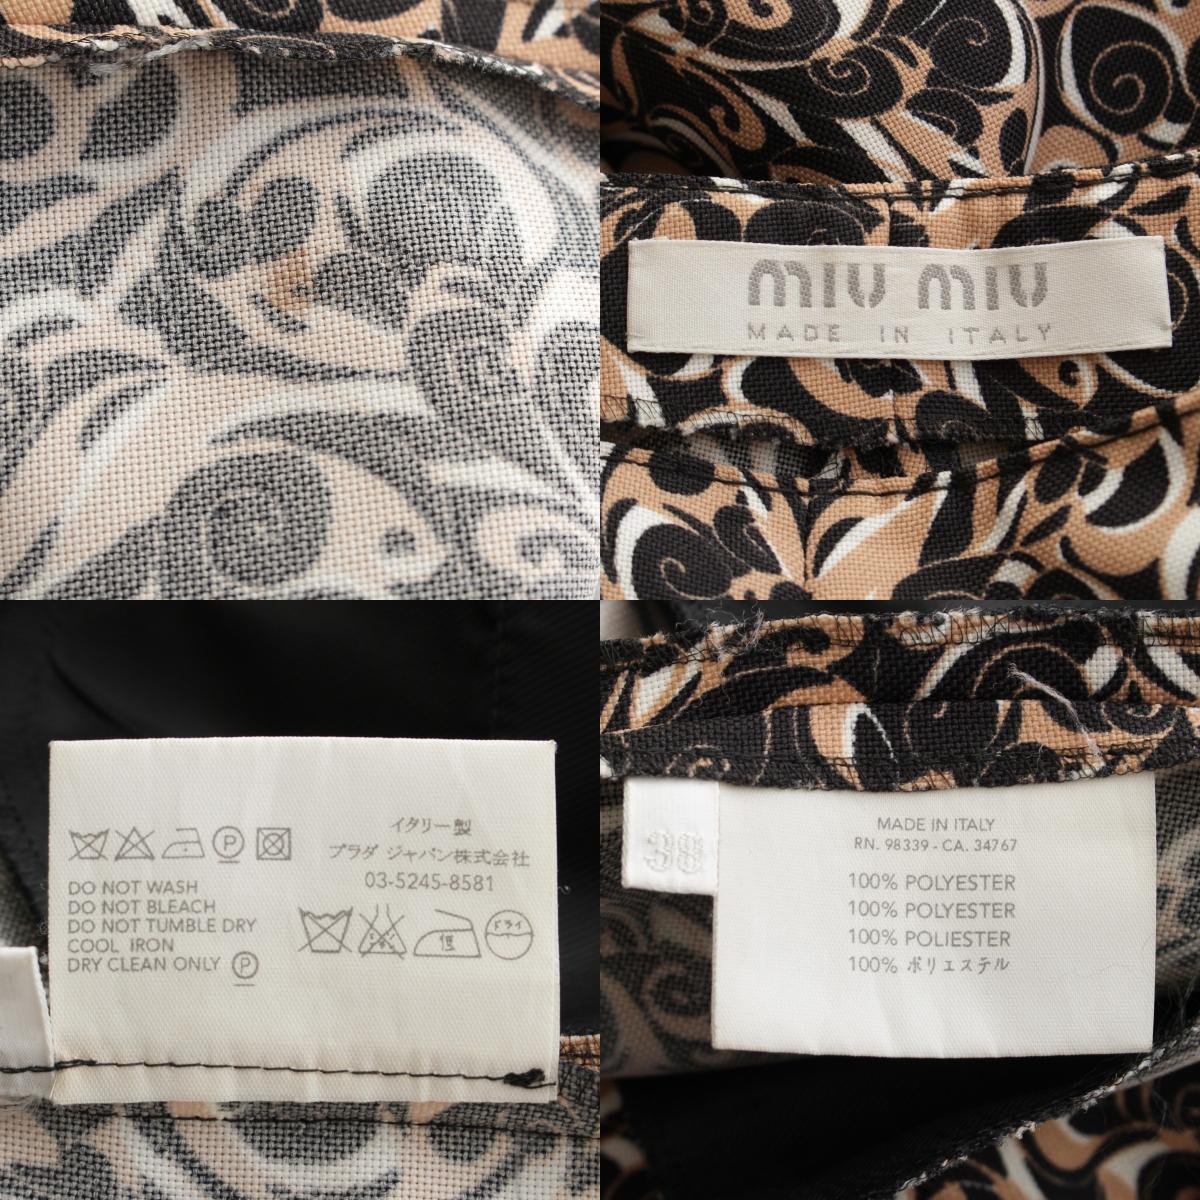 miu miu
MADE IN ITALY
DO NOT WASH
DO NOT BLEACH
DO NOT TUMBLE DRY
COOL IRON
DRY CLEAN ONLY P
P
イタリー製
プラダ ジャパン株式会社
03-5245-8581
低
ドライ
38
MADE IN ITALY
RN. 98339 - CA. 34767
100% POLYESTER
100% POLYESTER
100% POLIESTER
100% ポリエステル